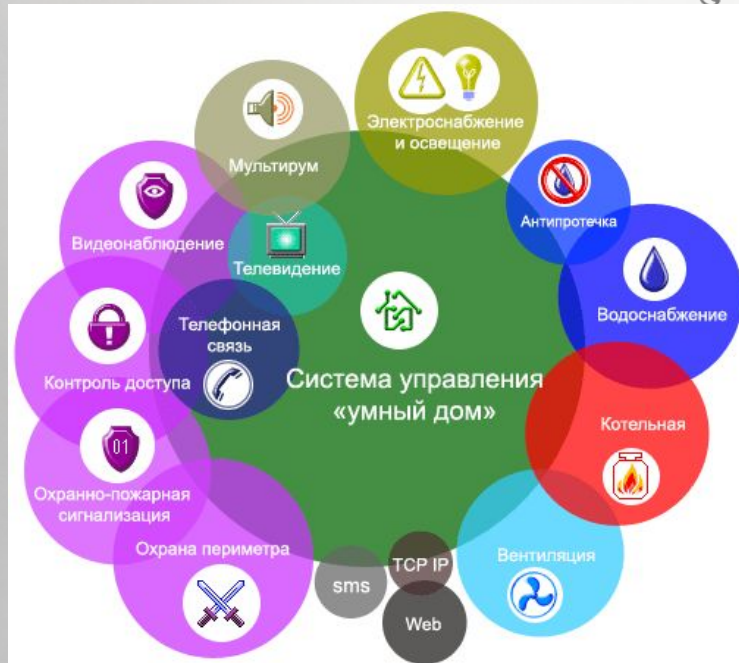 Электроснабжение
и освещение
Мультирум
Антипротечка
Видеонаблюдение
Телевидение
Водоснабжение
Телефонная
связь
Контроль доступа
Система управления
«умный дом»
Котельная
01
Охранно-пожарная
сигнализация
Охрана периметра
sms
TCP IP
Web
Вентиляция